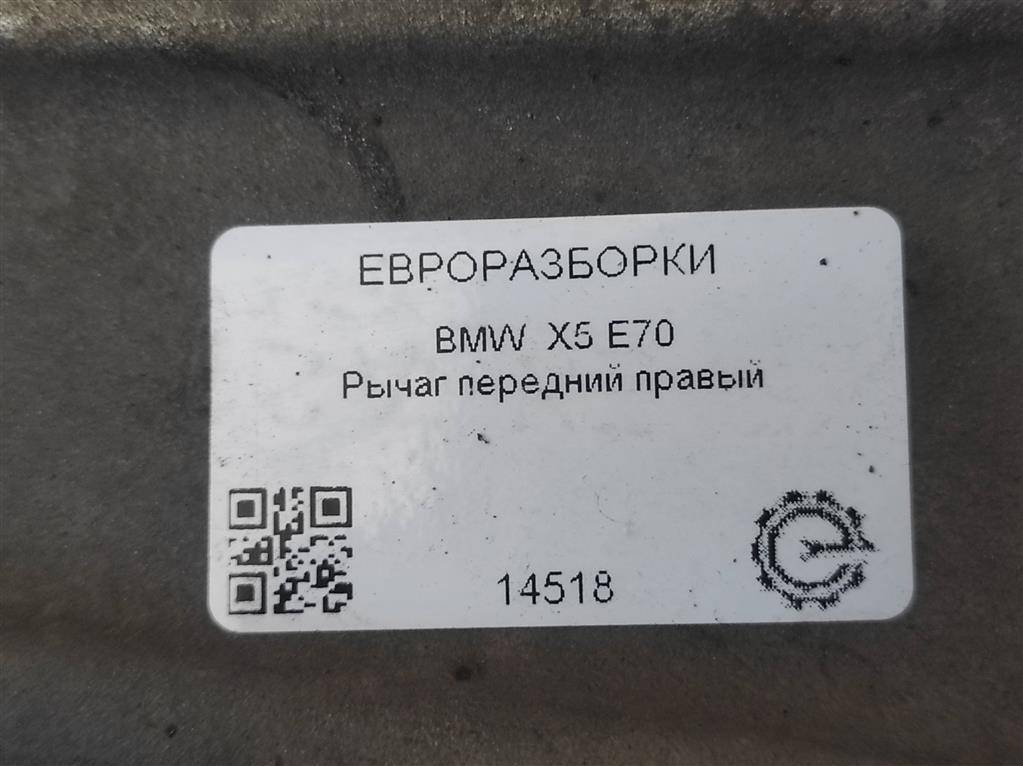 ЕВРОРАЗБОРКИ
BMW X5 E70
Рычаг передний правый
14518